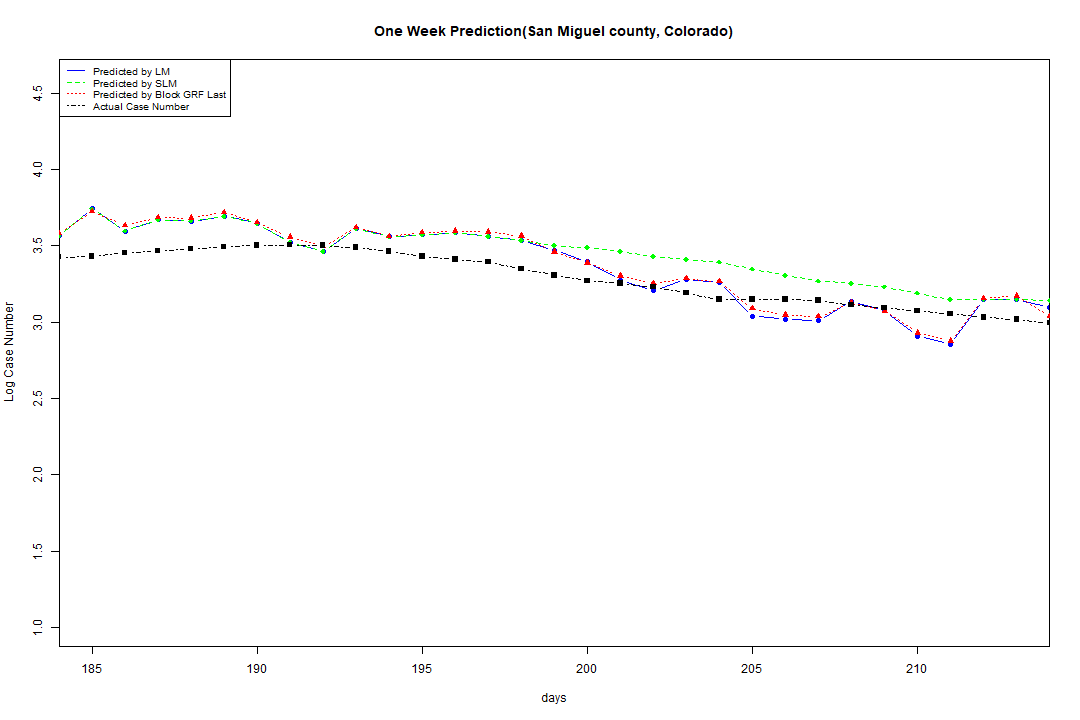 One Week Prediction(San Miguel county, Colorado)
Predicted by LM
Predicted by SLM
Predicted by Block GRF Last
Actual Case Number
4.5
4.0
3.5
3.0
2.5
2.0
1.5
1.0
Log Case Number
185 190 195 200 205 210
days